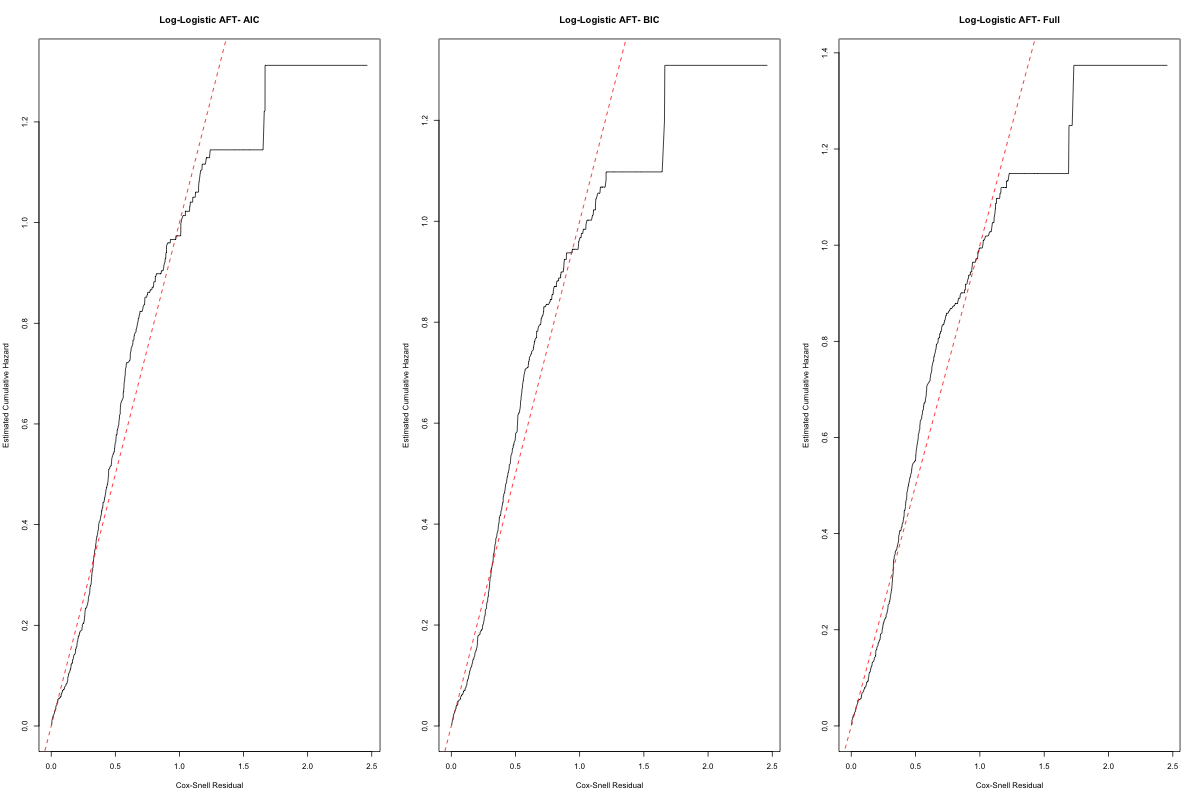 Log-Logistic AFT- AIC
Estimated Cumulative Hazard
0.0 0.2 0.4 0.6 0.8 1.0 1.2
0.0 0.5 1.0 1.5 2.0 2.5
Cox-Snell Residual
Log-Logistic AFT- BIC
Estimated Cumulative Hazard
0.0 0.2 0.4 0.6 0.8 1.0 1.2
0.0 0.5 1.0 1.5 2.0 2.5
Cox-Snell Residual
Log-Logistic AFT- Full
Estimated Cumulative Hazard
0.0 0.2 0.4 0.6 0.8 1.0 1.2 1.4
0.0 0.5 1.0 1.5 2.0 2.5
Cox-Snell Residual